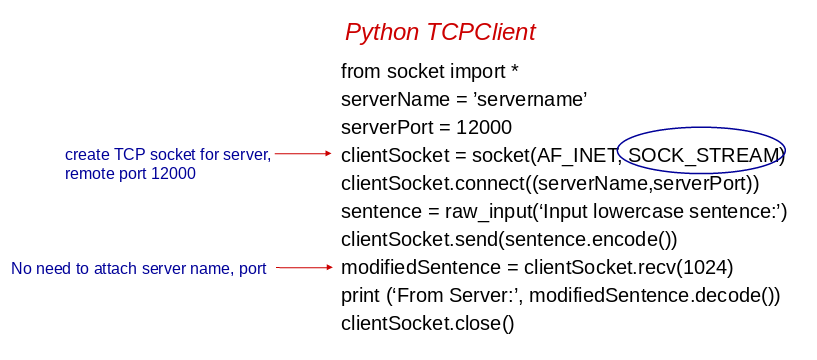 Python TCPClient
from socket import *
serverName = ’servername’
serverPort = 12000
create TCP socket for server,
remote port 12000
clientSocket = socket(AF_INET, SOCK_STREAM)
clientSocket.connect((serverName,serverPort))
sentence = raw_input(‘Input lowercase sentence:’)
clientSocket.send(sentence.encode())
No need to attach server name, port
modifiedSentence = clientSocket.recv(1024)
print (‘From Server:’, modifiedSentence.decode())
clientSocket.close()